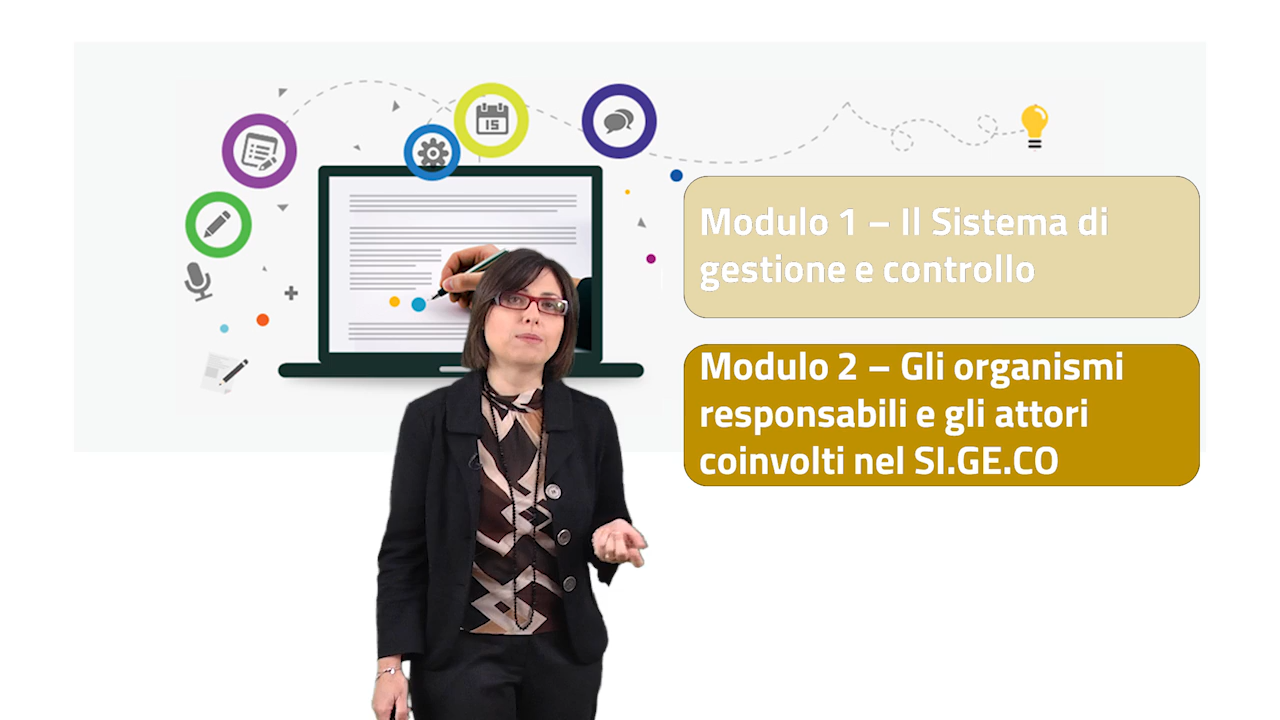 15
Modulo 1 – Il Sistema di
gestione e controllo
Modulo 2 – Gli organismi
responsabili e gli attori
coinvolti nel SI.GE.CO